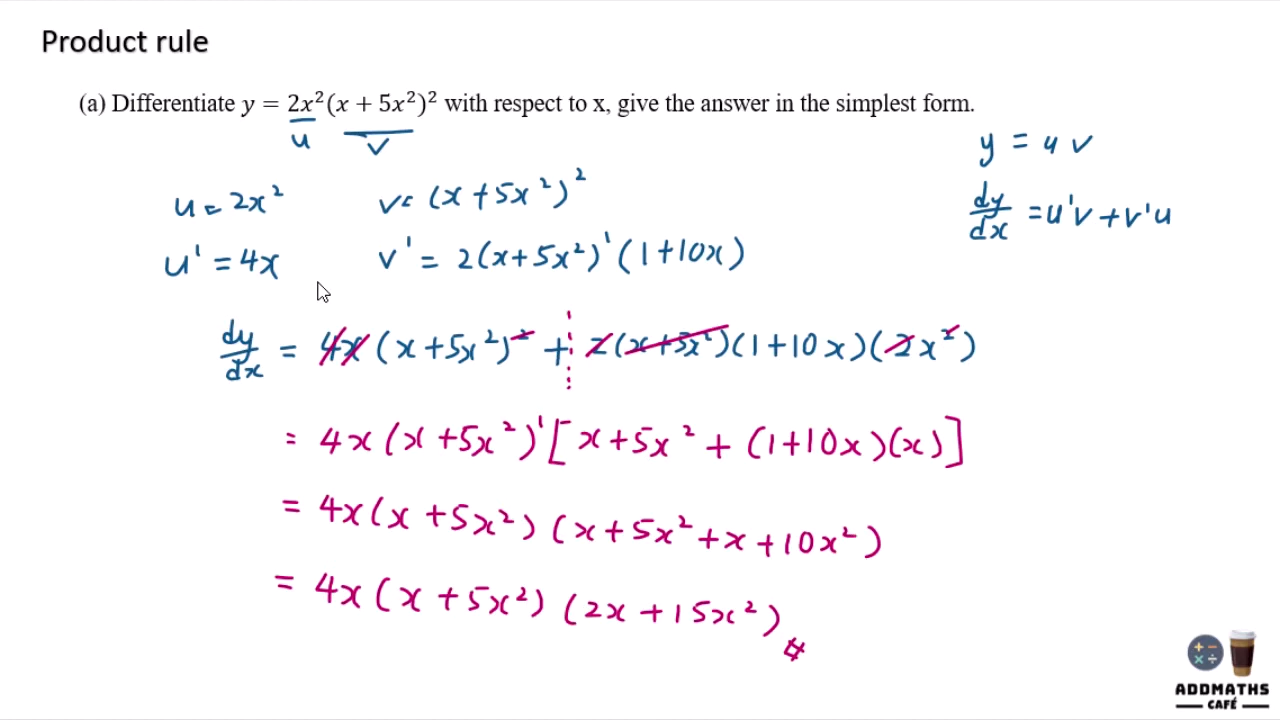 Product rule
(a) Differentiate y = 2x²(x + 5x²)² with respect to x, give the answer in the simplest form.
u v
y = uv
u = 2x² v = (x + 5x²)²
dy/dx = u'v + v'u
u' = 4x v' = 2(x+5x²)¹(1+10x)
dy/dx = 4x(x+5x²)² + 2(x+5x²)(1+10x)(2x²)
= 4x(x+5x²)¹[x+5x² + (1+10x)(x)]
= 4x(x+5x²)(x+5x²+x+10x²)
= 4x(x+5x²)(2x+15x²)#
+ −
× ÷
ADDMATHS
CAFÉ